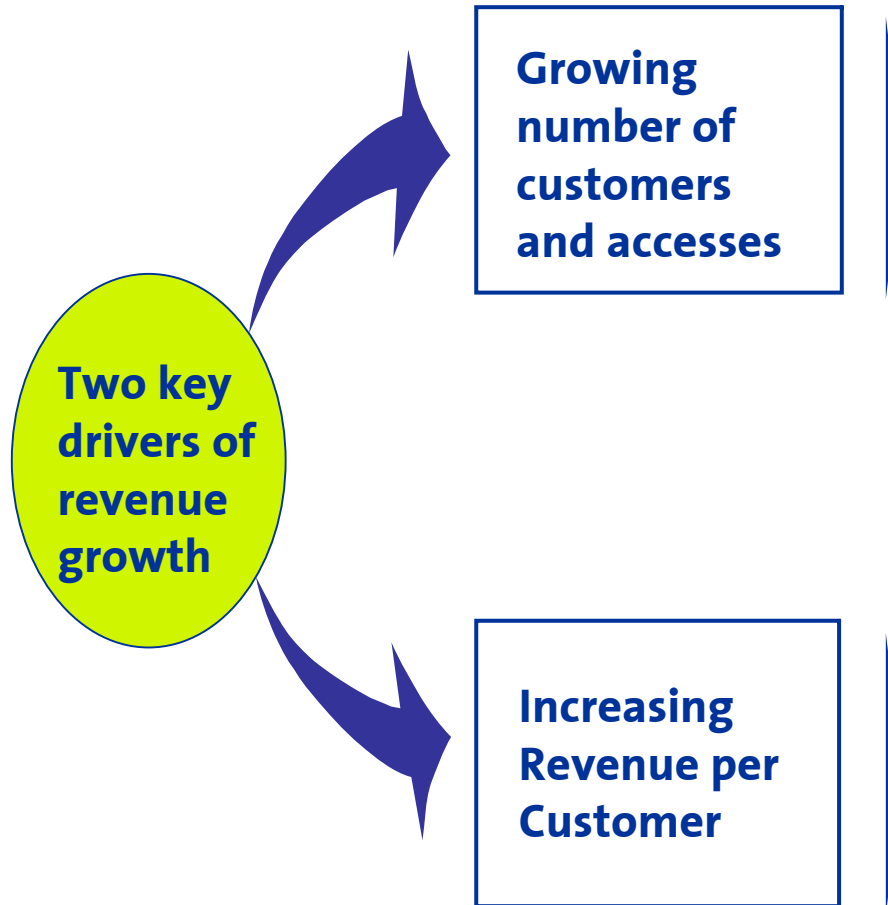 Growing
number of
customers
and accesses
Two key
drivers of
revenue
growth
Increasing
Revenue per
Customer